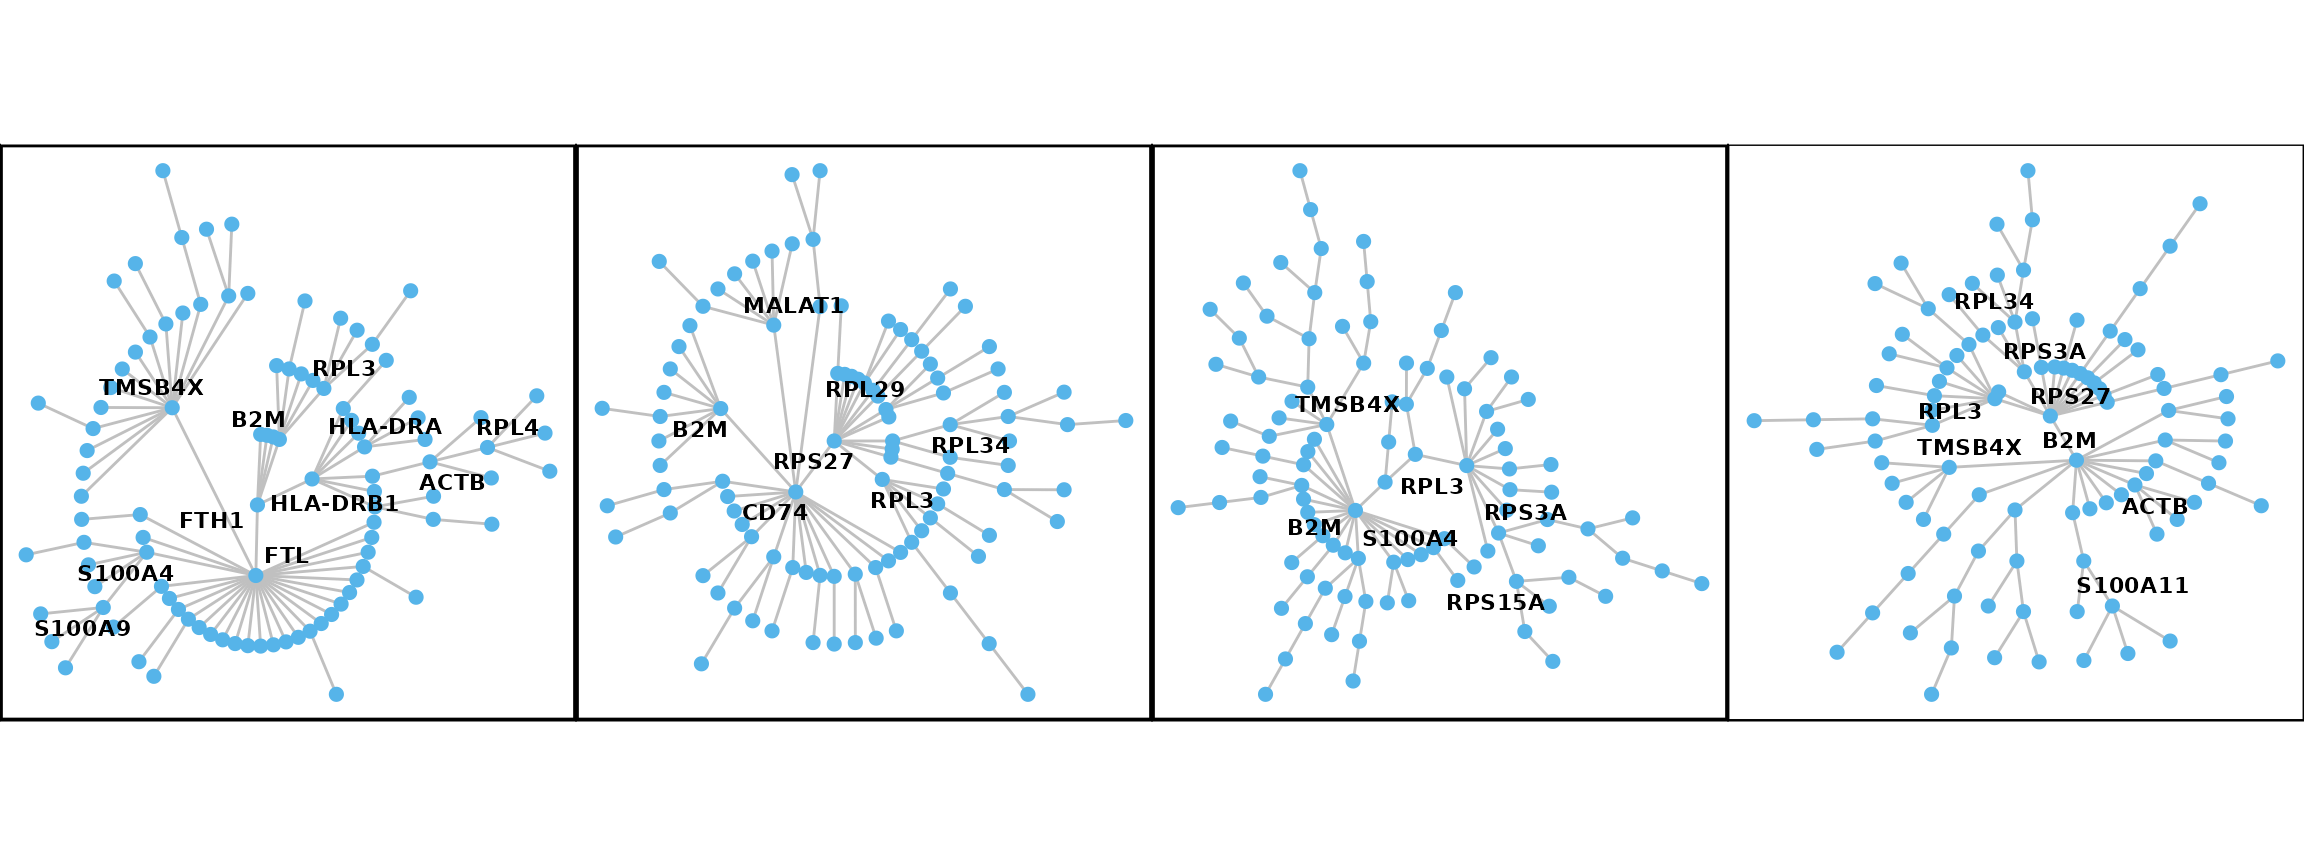 RPL3
TMSB4X
B2M
HLA-DRA
RPL4
ACTB
HLA-DRB1
FTH1
FTL
S100A4
S100A9
MALAT1
RPL29
B2M
RPL34
RPS27
RPL3
CD74
TMSB4X
RPL3
RPS3A
B2M
S100A4
RPS15A
RPL34
RPS3A
RPS27
RPL3
B2M
TMSB4X
ACTB
S100A11